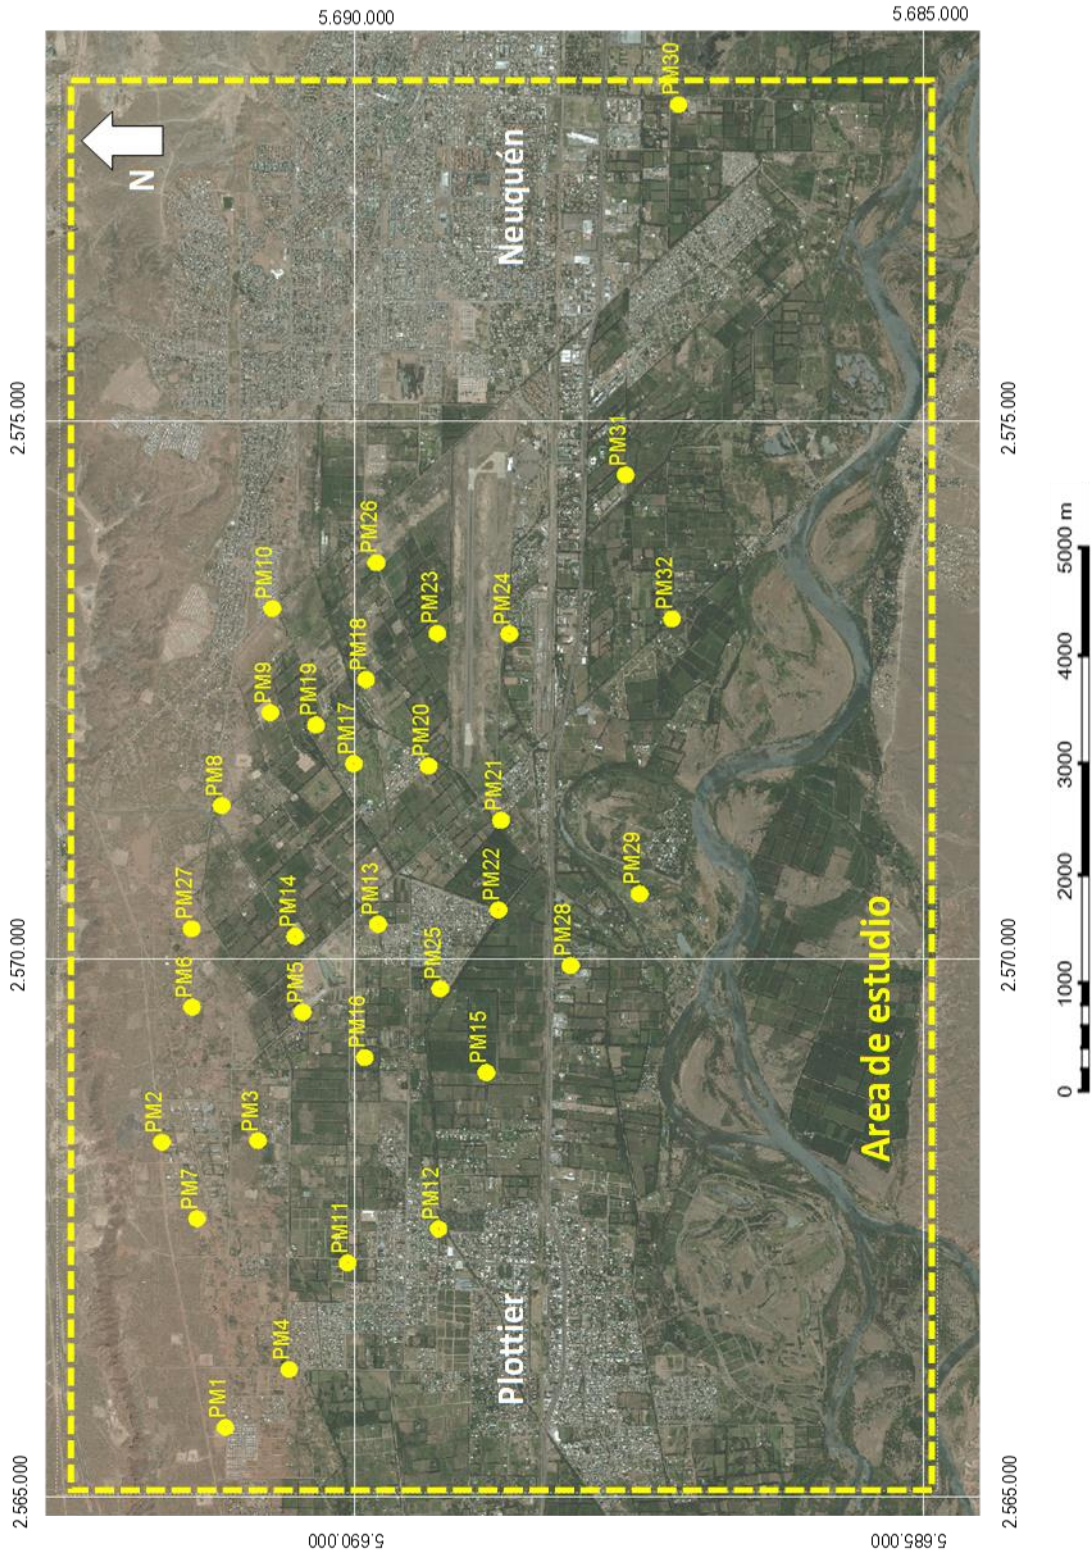 5.690.000
5.685.000
N
Neuquén
PM30
2.575.000
2.575.000
PM31
PM26
PM10
PM23
PM24
PM32
PM18
PM9
PM19
PM17
PM20
PM8
PM21
PM27
PM14
PM13
PM22
PM29
2.570.000
2.570.000
PM6
PM5
PM25
PM28
PM16
PM15
PM2
PM3
PM7
PM11
PM12
Area de estudio
Plottier
PM4
PM1
2.565.000
2.565.000
5.690.000
5.685.000
0 1000 2000 3000 4000 5000 m